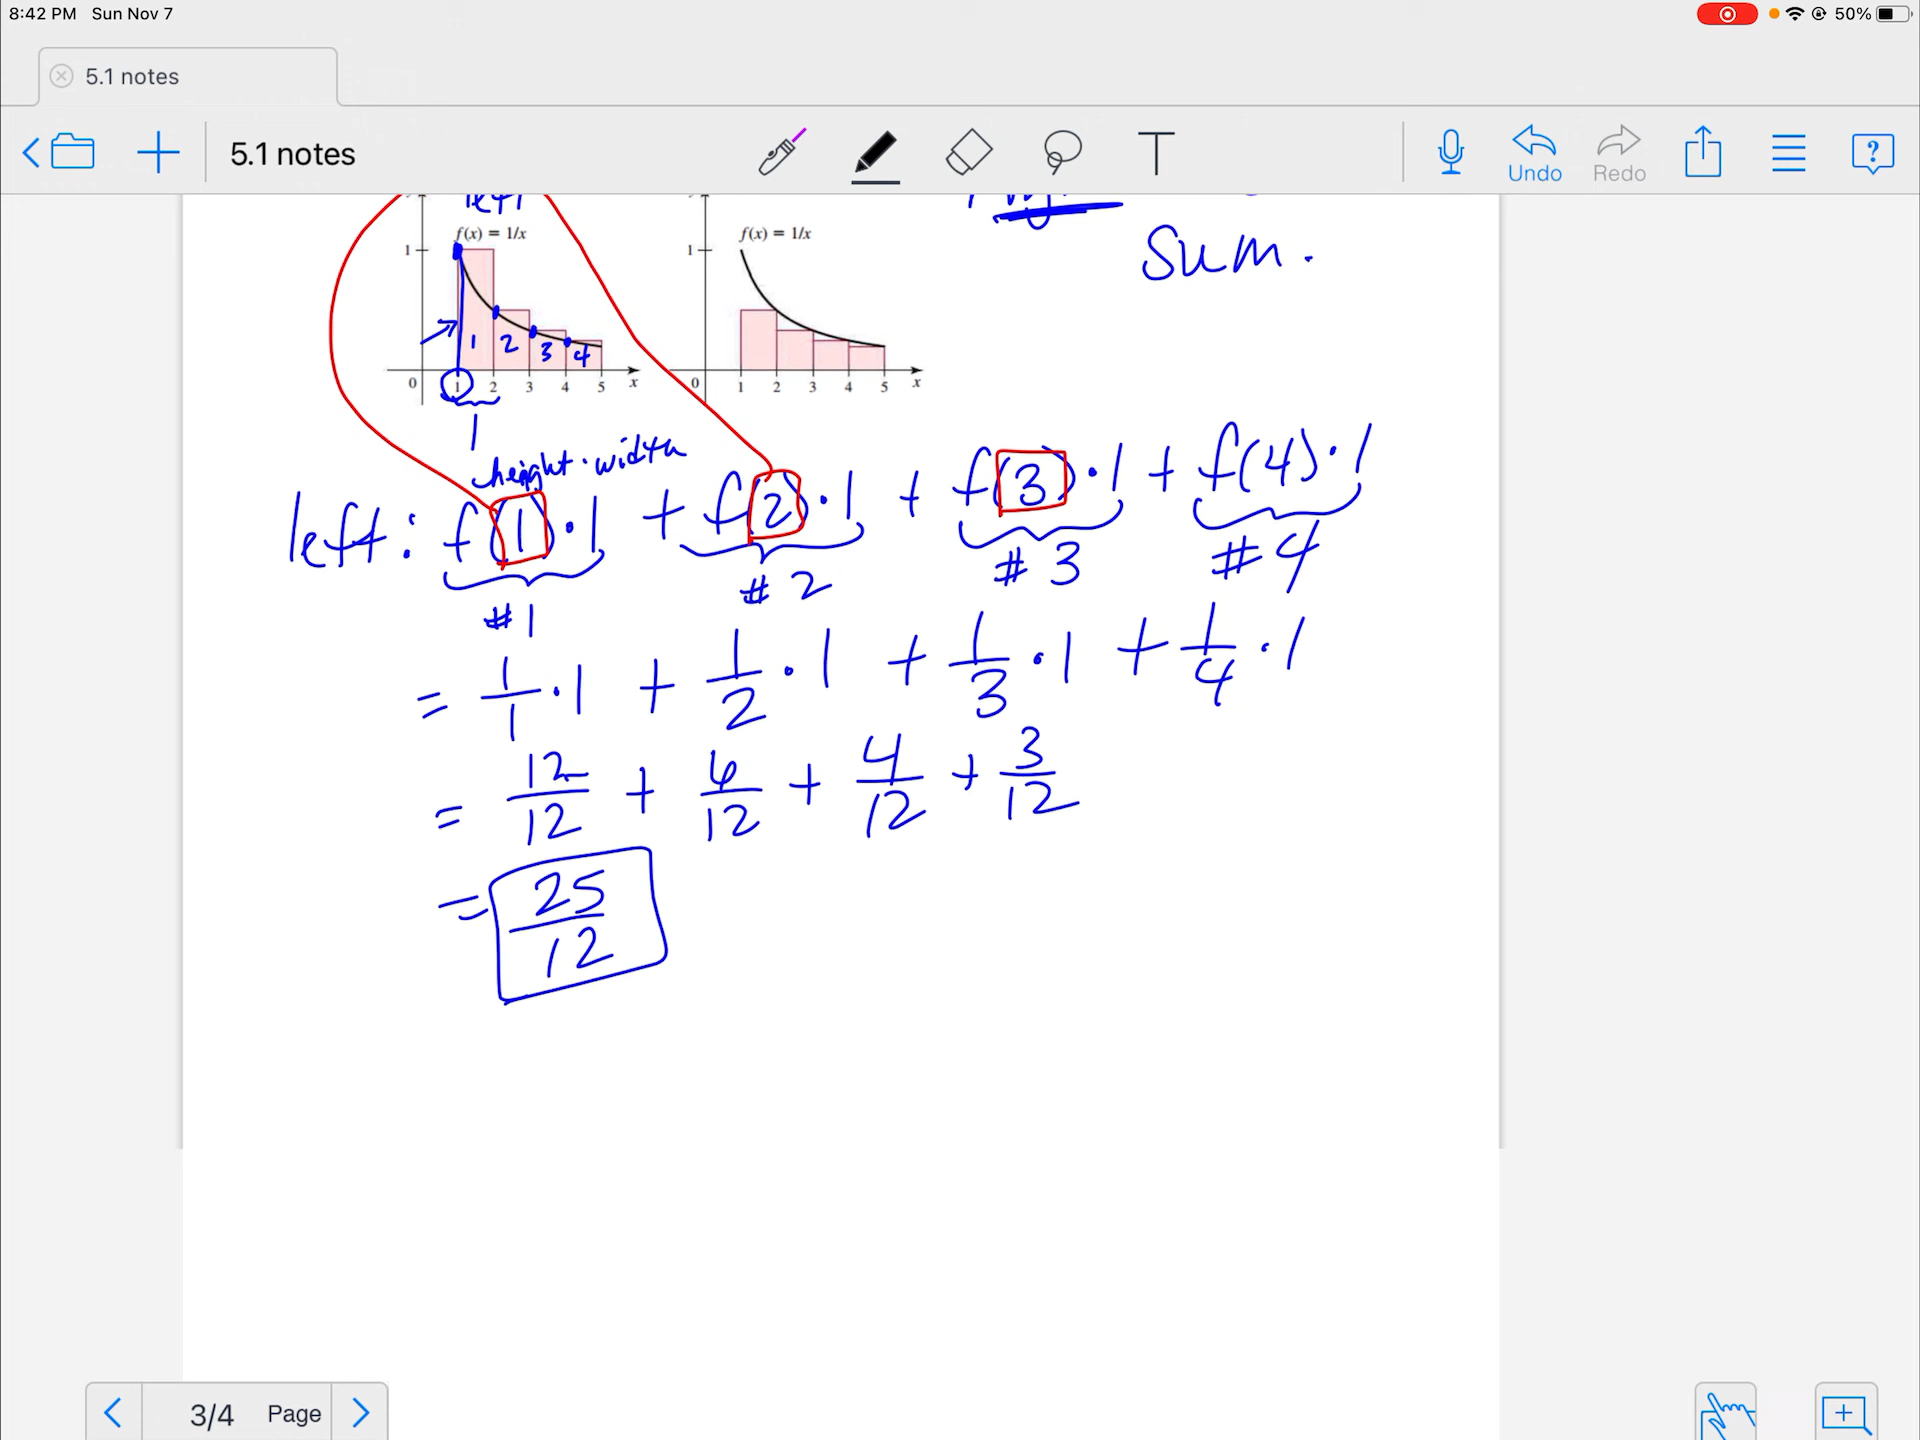 8:42 PM Sun Nov 7 50%
5.1 notes
5.1 notes T Undo Redo ?
left
Sum.
f(x) = 1/x f(x) = 1/x
1 1
1 2 3 4
0 1 2 3 4 5 x 0 1 2 3 4 5 x
1
height · width
left: f(1)·1 + f(2)·1 + f(3)·1 + f(4)·1
#1 #2 #3 #4
= 1/1 · 1 + 1/2 · 1 + 1/3 · 1 + 1/4 · 1
= 12/12 + 6/12 + 4/12 + 3/12
= 25/12
3/4 Page